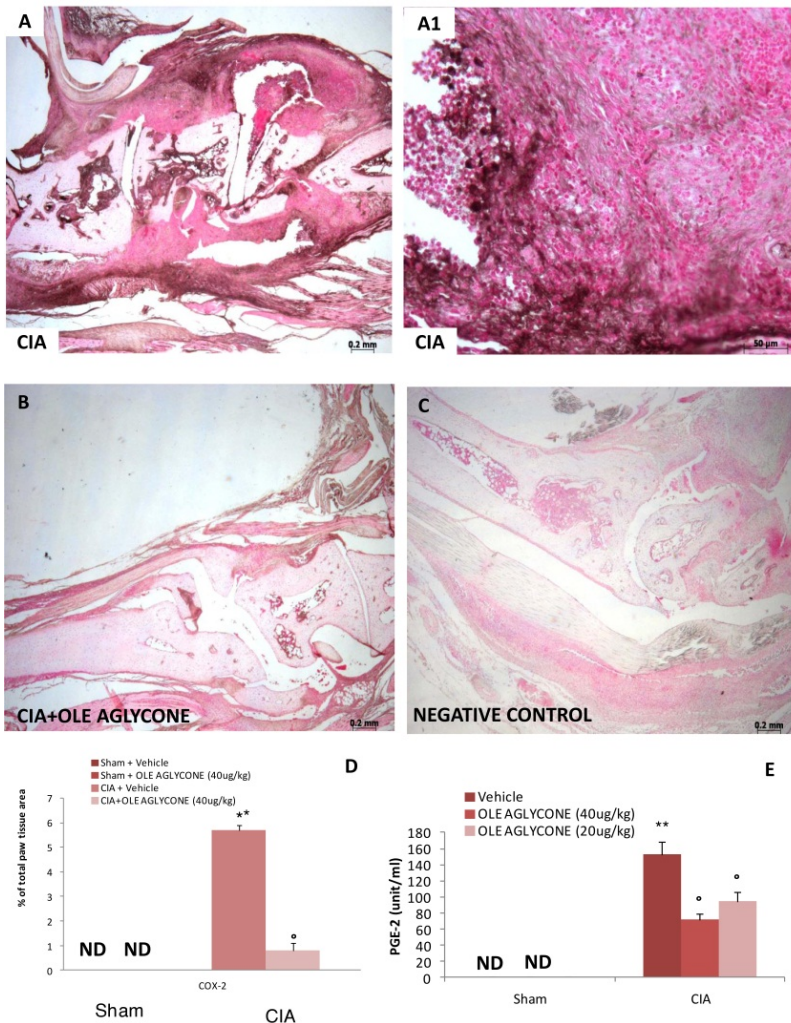 A
A1
CIA
0.2 mm
CIA
50 µm
B
C
CIA+OLE AGLYCONE
0.2 mm
NEGATIVE CONTROL
0.2 mm
D
Sham + Vehicle
Sham + OLE AGLYCONE (40ug/kg)
CIA + Vehicle
CIA+OLE AGLYCONE (40ug/kg)
% of total paw tissue area
7
6
5
4
3
2
1
0
**
°
ND ND
COX-2
Sham CIA
E
Vehicle
OLE AGLYCONE (40ug/kg)
OLE AGLYCONE (20ug/kg)
PGE-2 (unit/ml)
180
160
140
120
100
80
60
40
20
0
**
° °
ND ND
Sham CIA